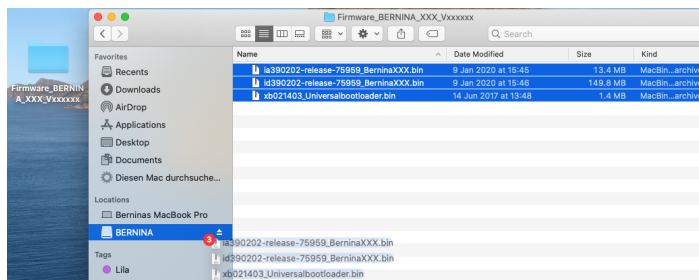 Firmware_BERNINA_XXX_Vxxxxxx
Search
Firmware_BERNIN
A_XXX_Vxxxxxx
Favorites
Recents
Downloads
AirDrop
Applications
Desktop
Documents
Diesen Mac durchsuche...
Locations
Berninas MacBook Pro
BERNINA
Tags
Lila
Name
Date Modified
Size
Kind
ia390202-release-75959_BerninaXXX.bin 9 Jan 2020 at 15:45 13.4 MB MacBin...archive
id390202-release-75959_BerninaXXX.bin 9 Jan 2020 at 15:46 149.8 MB MacBin...archive
xb021403_Universalbootloader.bin 14 Jun 2017 at 13:48 1.4 MB MacBin...archive
3
ia390202-release-75959_BerninaXXX.bin
id390202-release-75959_BerninaXXX.bin
xb021403_Universalbootloader.bin